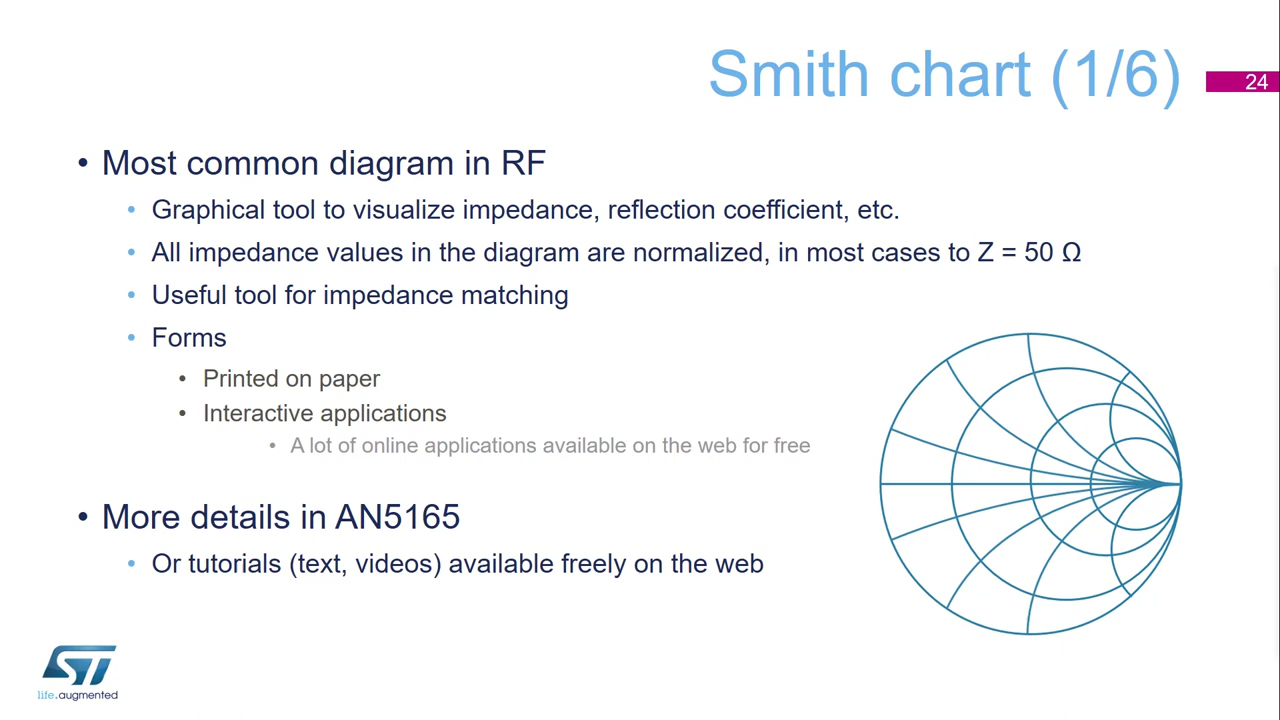 Smith chart (1/6)
24
• Most common diagram in RF
• Graphical tool to visualize impedance, reflection coefficient, etc.
• All impedance values in the diagram are normalized, in most cases to Z = 50 Ω
• Useful tool for impedance matching
• Forms
• Printed on paper
• Interactive applications
• A lot of online applications available on the web for free
• More details in AN5165
• Or tutorials (text, videos) available freely on the web
ST
life.augmented